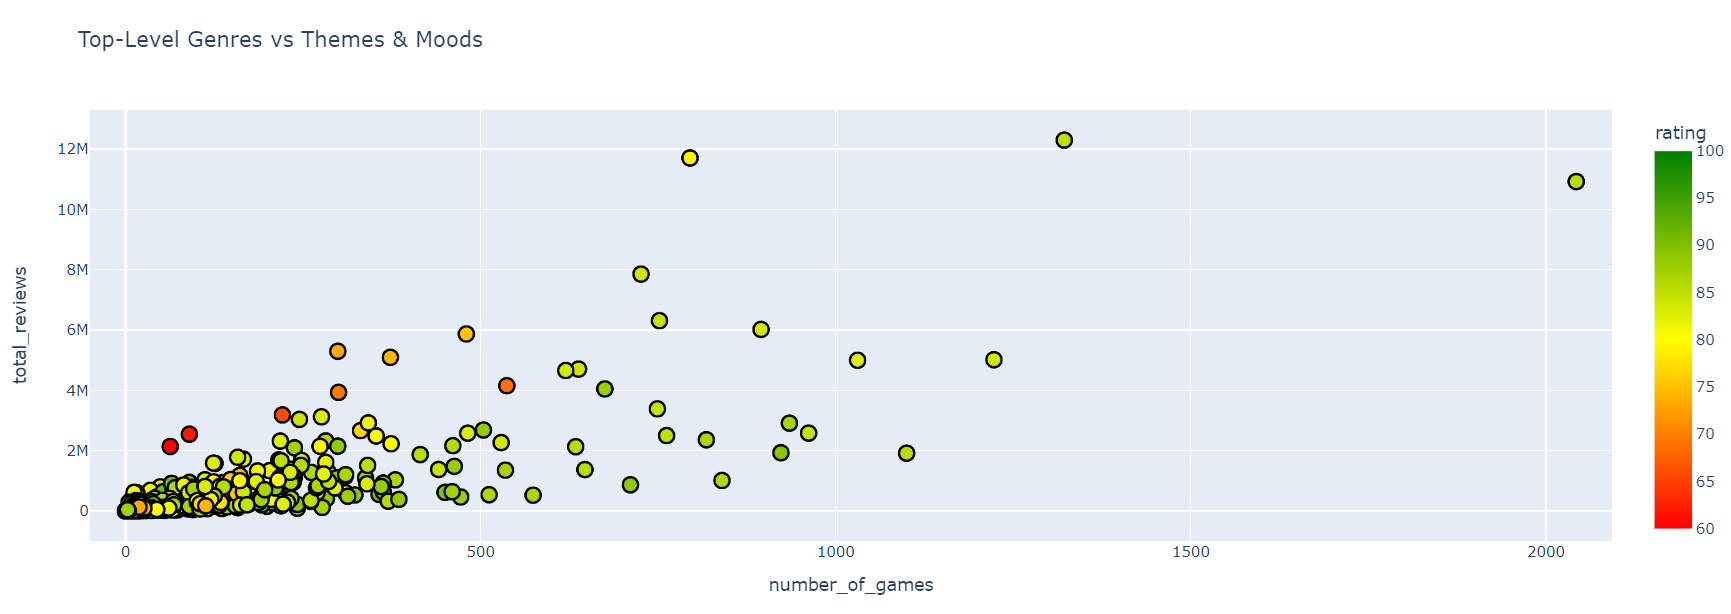 Top-Level Genres vs Themes & Moods
total_reviews
12M
10M
8M
6M
4M
2M
0
0 500 1000 1500 2000
number_of_games
rating
100
95
90
85
80
75
70
65
60